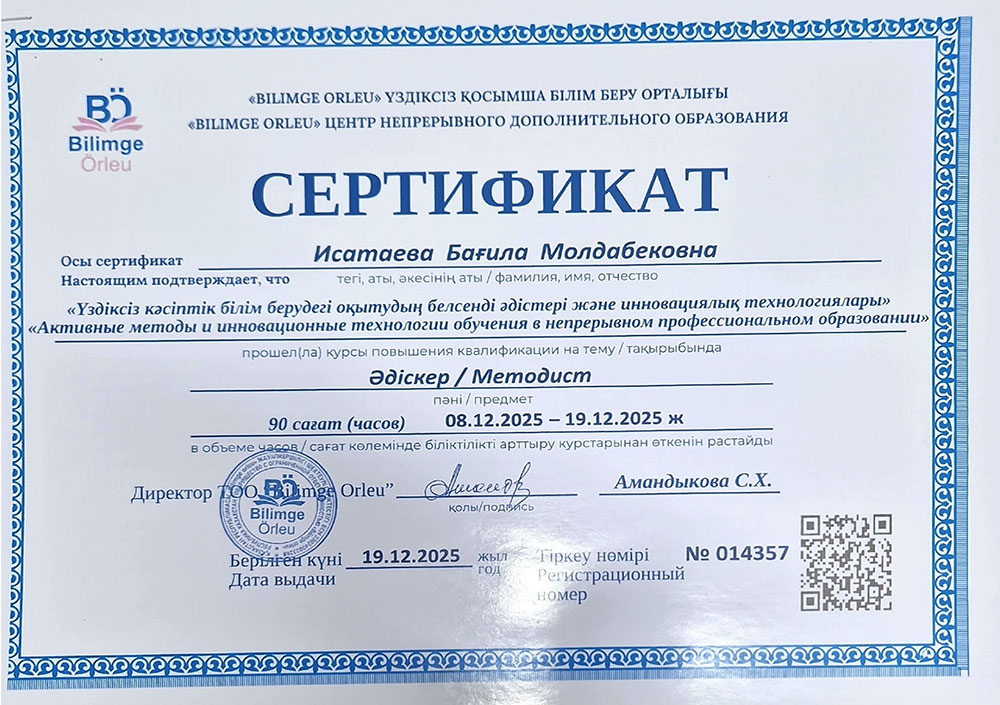 BÖ
Bilimge
Örleu
«BILIMGE ORLEU» ҮЗДІКСІЗ ҚОСЫМША БІЛІМ БЕРУ ОРТАЛЫҒЫ
«BILIMGE ORLEU» ЦЕНТР НЕПРЕРЫВНОГО ДОПОЛНИТЕЛЬНОГО ОБРАЗОВАНИЯ
СЕРТИФИКАТ
Осы сертификат Исатаева Бағила Молдабековна
Настоящим подтверждает, что тегі, аты, әкесінің аты / фамилия, имя, отчество
«Үздіксіз кәсіптік білім берудегі оқытудың белсенді әдістері және инновациялық технологиялары»
«Активные методы и инновационные технологии обучения в непрерывном профессиональном образовании»
прошел(ла) курсы повышения квалификации на тему / тақырыбында
Әдіскер / Методист
пәні / предмет
90 сағат (часов) 08.12.2025 – 19.12.2025 ж
в объеме часов / сағат көлемінде біліктілікті арттыру курстарынан өткенін растайды
Директор ТОО "Bilimge Orleu” Амандыкова С.Х.
қолы/подпись
BÖ
Bilimge
Örleu
Берілген күні 19.12.2025 жыл Тіркеу нөмірі № 014357
Дата выдачи год Регистрационный
номер